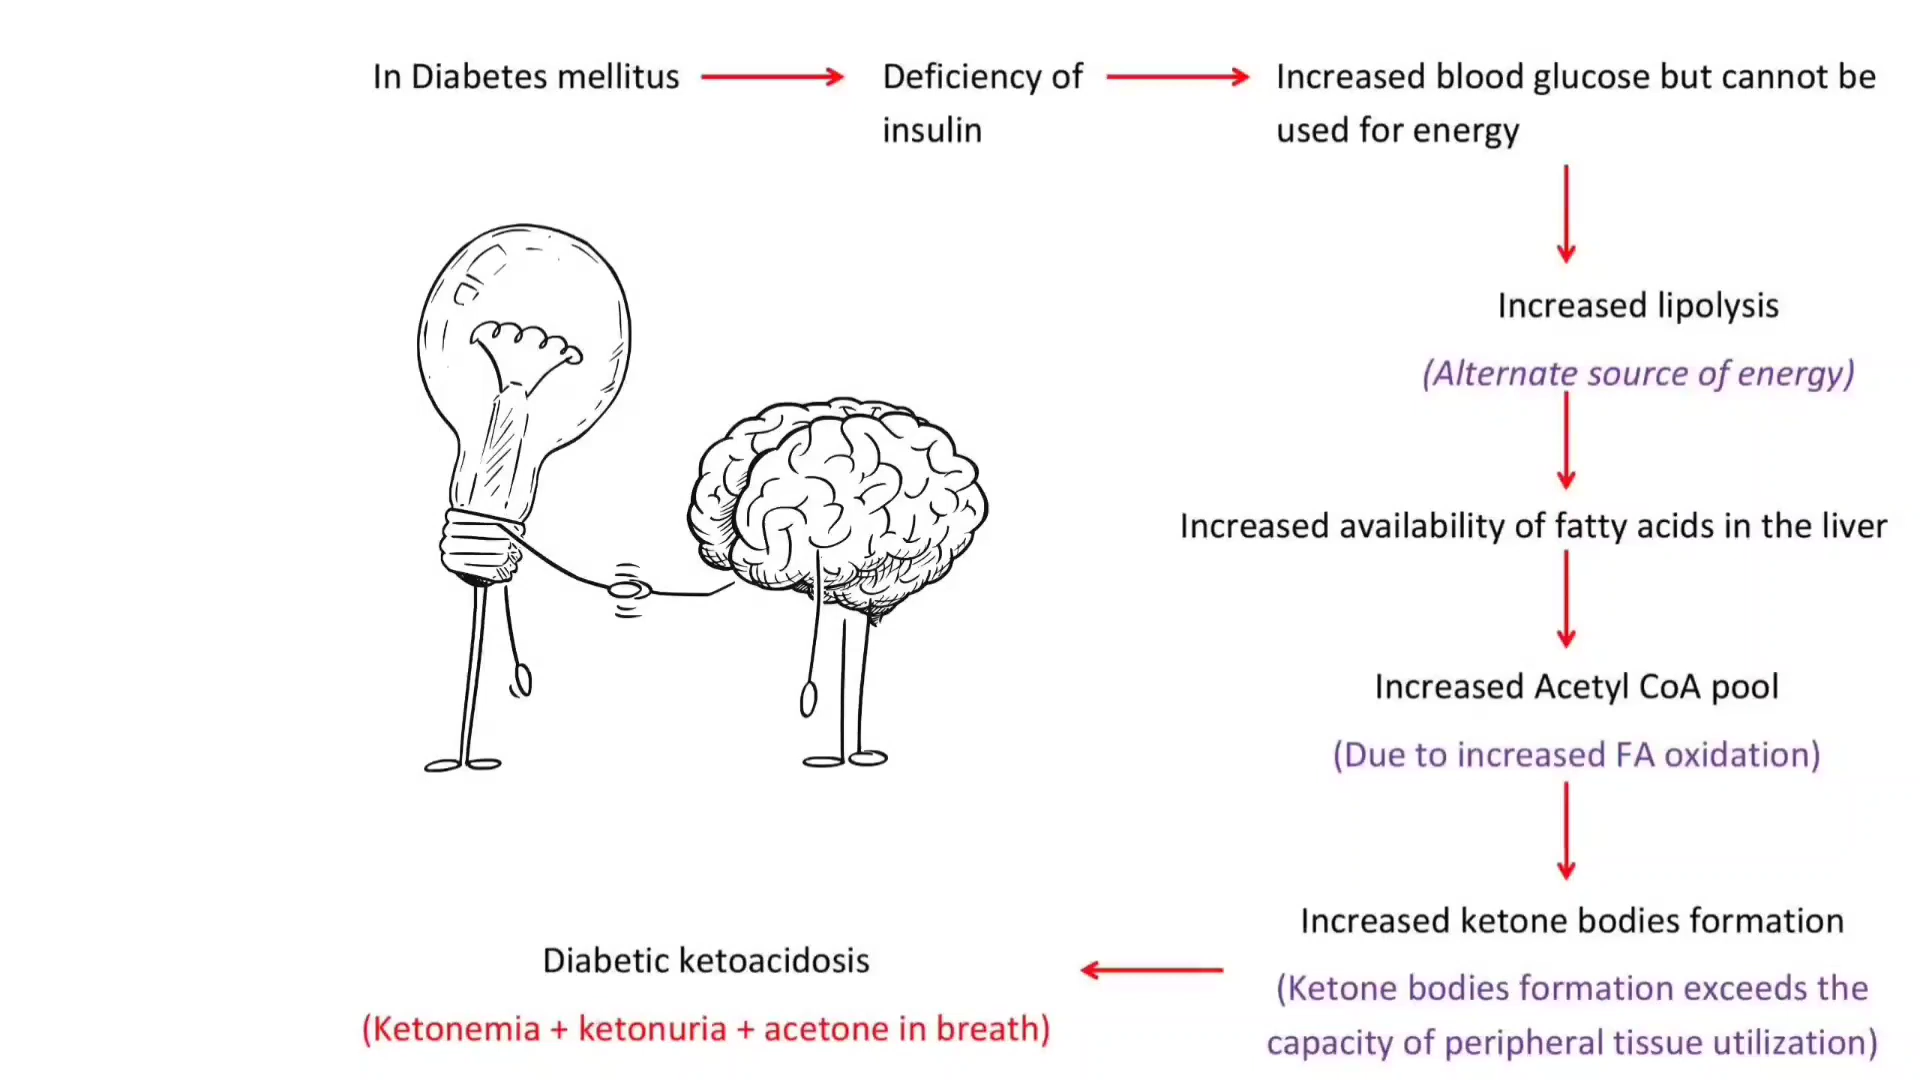 In Diabetes mellitus
Deficiency of
insulin
Increased blood glucose but cannot be
used for energy
Increased lipolysis
(Alternate source of energy)
Increased availability of fatty acids in the liver
Increased Acetyl CoA pool
(Due to increased FA oxidation)
Increased ketone bodies formation
(Ketone bodies formation exceeds the
capacity of peripheral tissue utilization)
Diabetic ketoacidosis
(Ketonemia + ketonuria + acetone in breath)